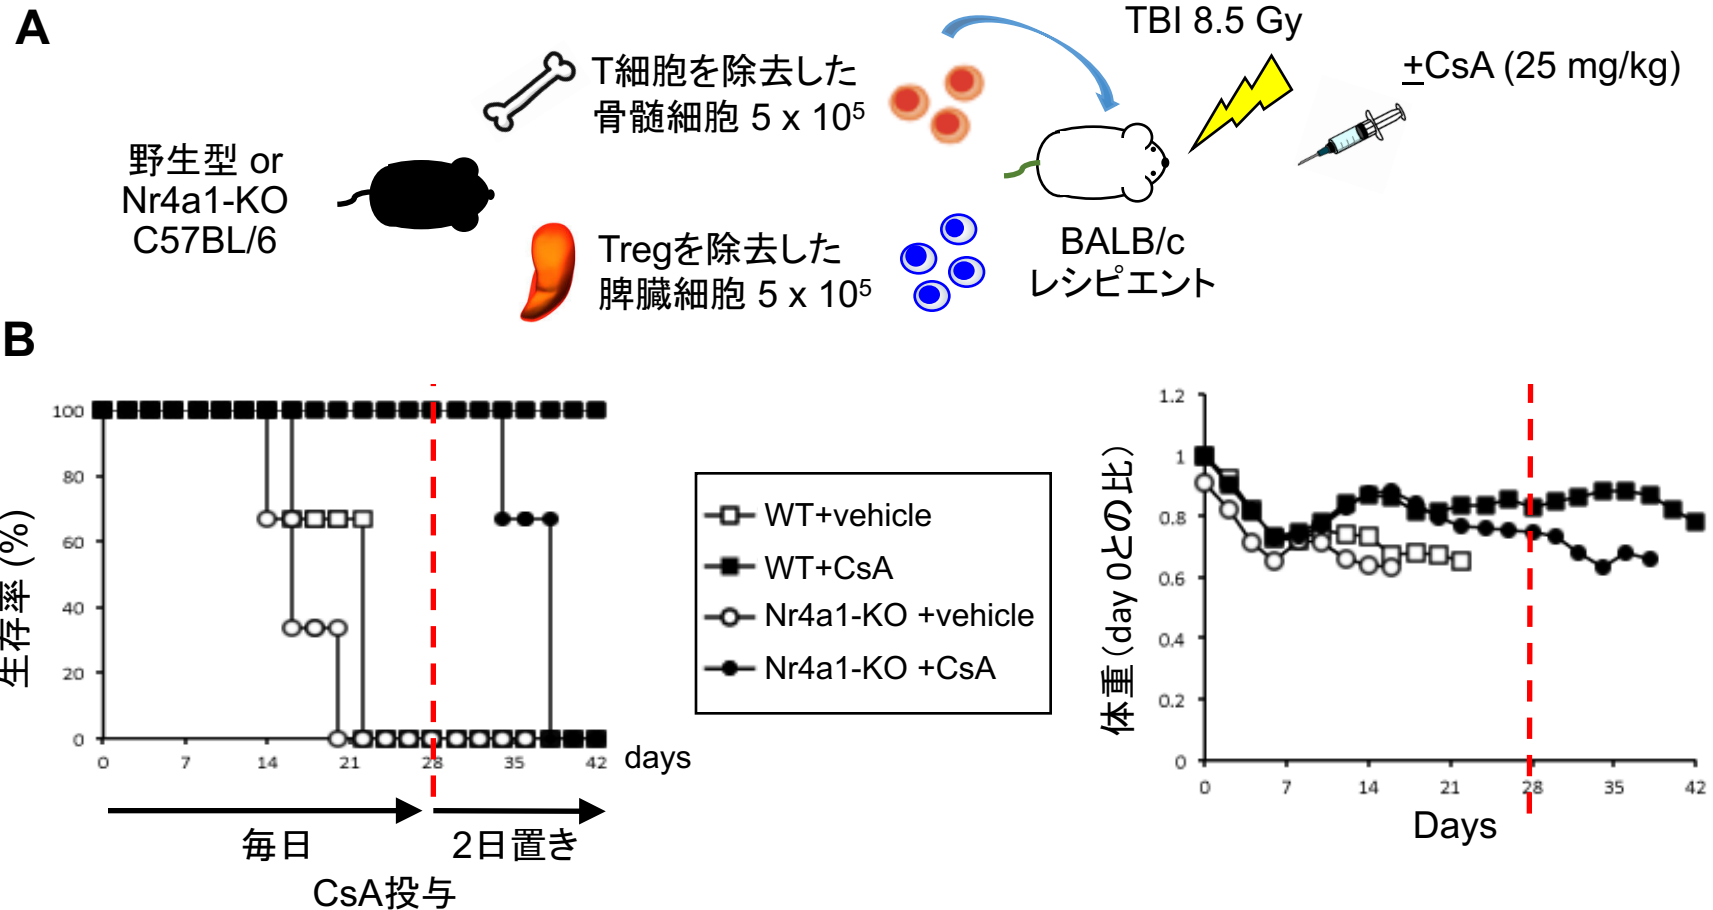 A
TBI 8.5 Gy
T細胞を除去した
骨髄細胞 5 x 10⁵
±CsA (25 mg/kg)
野生型 or
Nr4a1-KO
C57BL/6
Tregを除去した
脾臓細胞 5 x 10⁵
BALB/c
レシピエント
B
生存率 (%)
100
80
60
40
20
0
0 7 14 21 28 35 42 days
毎日
2日置き
CsA投与
WT+vehicle
WT+CsA
Nr4a1-KO +vehicle
Nr4a1-KO +CsA
体重(day 0との比)
1.2
1
0.8
0.6
0.4
0.2
0
0 7 14 21 28 35 42
Days